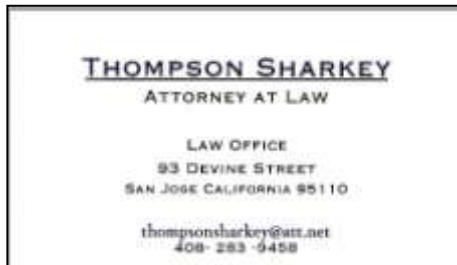 THOMPSON SHARKEY
ATTORNEY AT LAW
LAW OFFICE
93 DEVINE STREET
SAN JOSE CALIFORNIA 95110
thompsonsharkey@att.net
408- 283 -9458